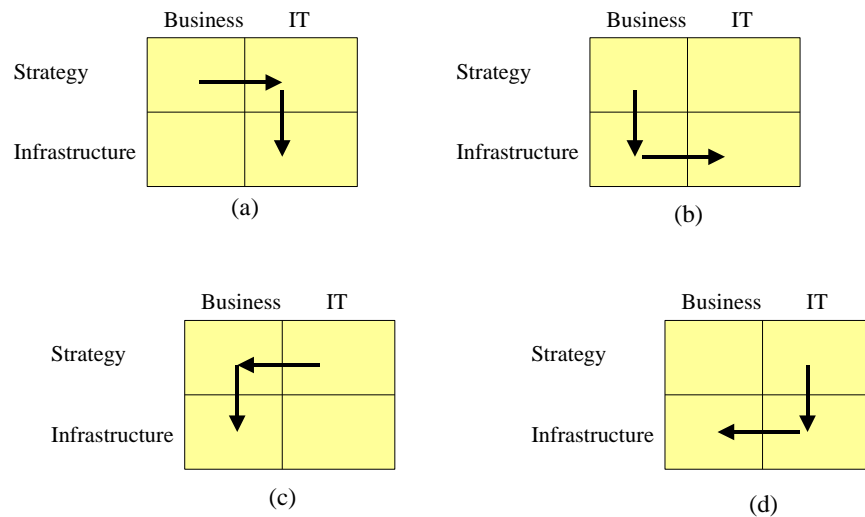 Business IT
Business IT
Strategy
Strategy
Infrastructure
Infrastructure
(a)
(b)
Business IT
Business IT
Strategy
Strategy
Infrastructure
Infrastructure
(c)
(d)